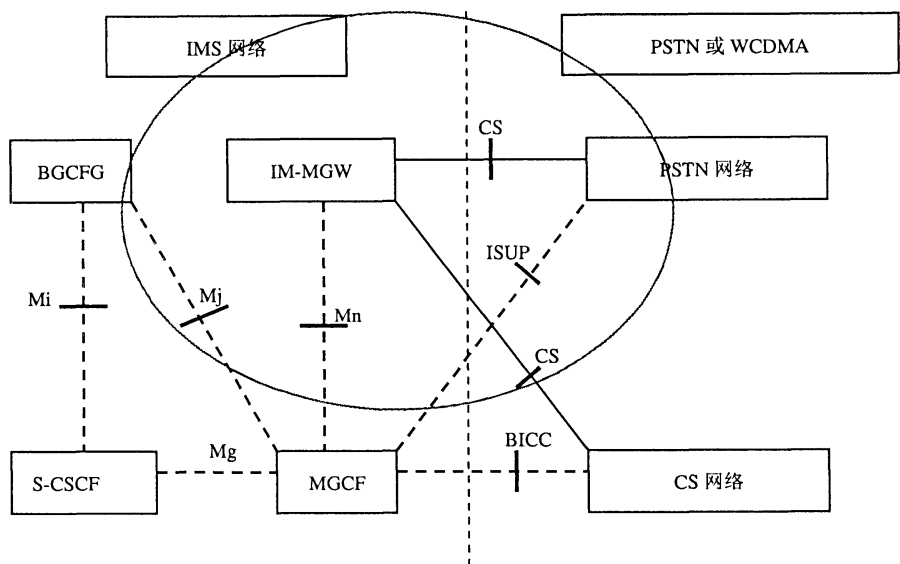 IMS 网络
PSTN 或 WCDMA
CS
BGCFG
IM-MGW
PSTN 网络
ISUP
Mi
Mj
Mn
CS
Mg
BICC
S-CSCF
MGCF
CS 网络